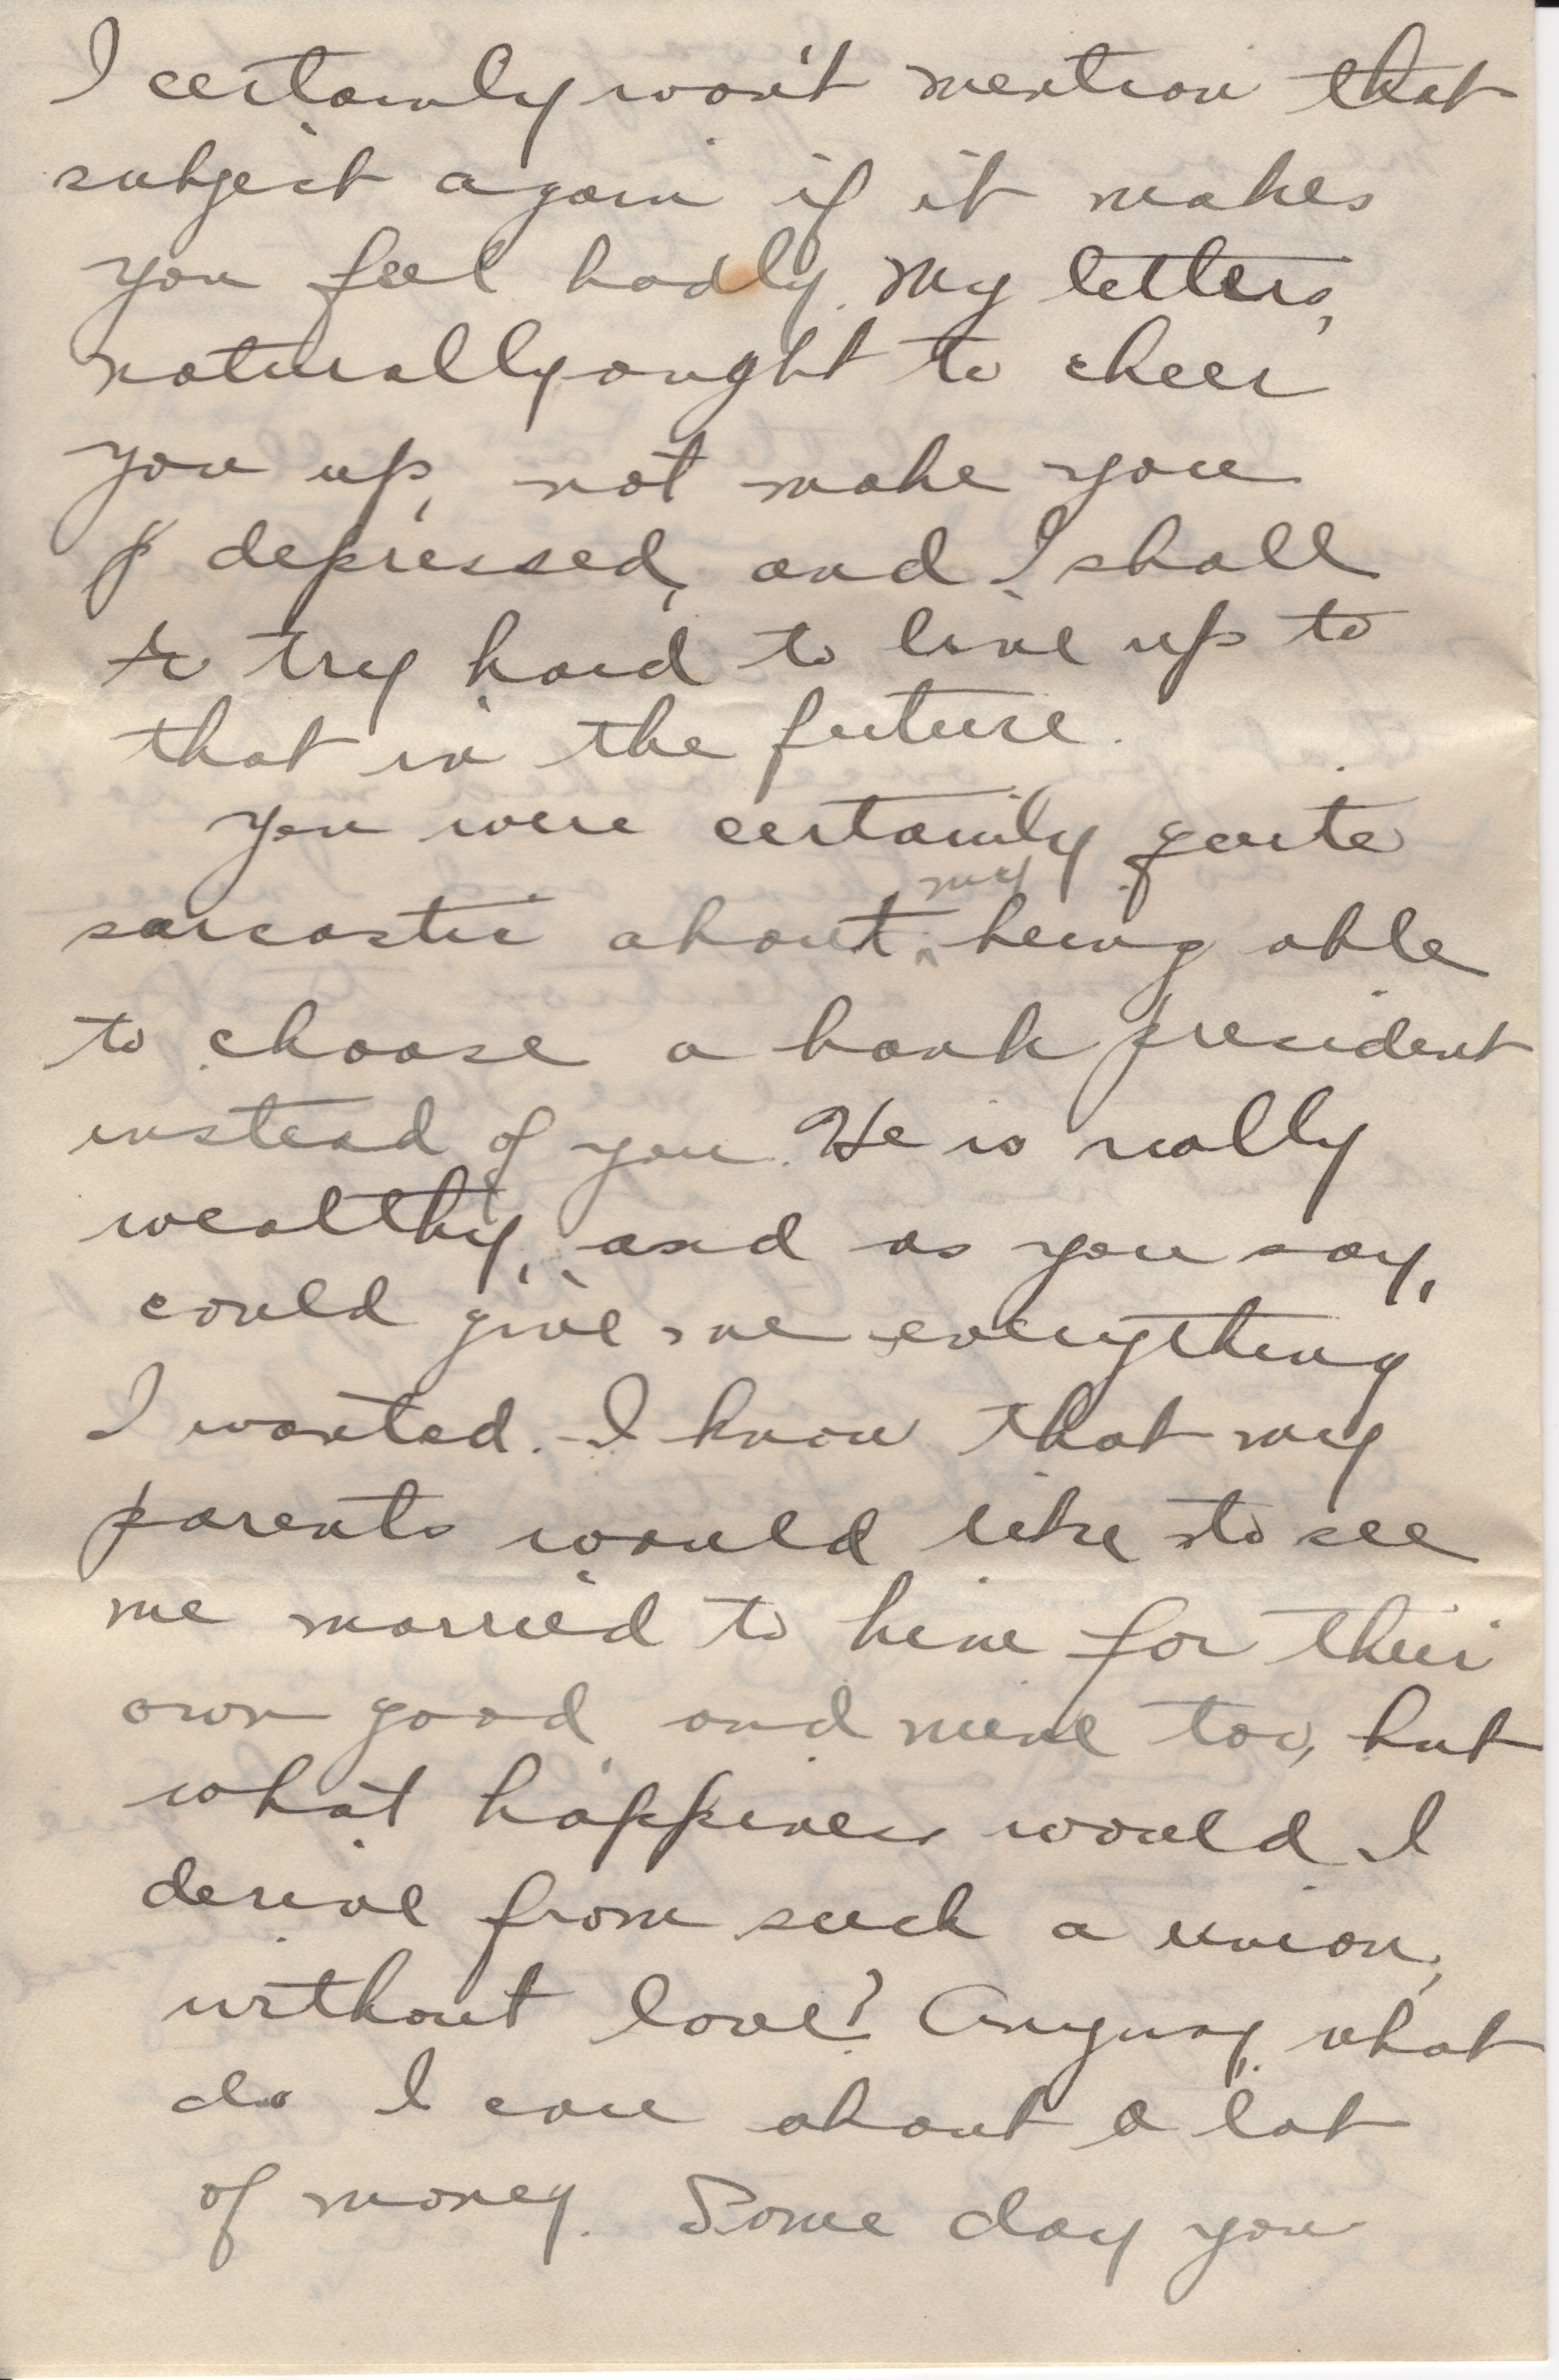 I certainly won't mention that
subject again if it makes
you feel badly. My letters,
naturally ought to cheer
you up, not make you
depressed, and I shall
try hard to live up to
that in the future.
You were certainly quite
sarcastic about my being able
to choose a bank president
instead of you. He is really
wealthy, and as you say,
could give me everything
I wanted. I know that my
parents would like to see
me married to him for their
own good, and mine too, but
what happiness would I
derive from such a union,
without love? Anyway, what
do I care about a lot
of money. Some day you